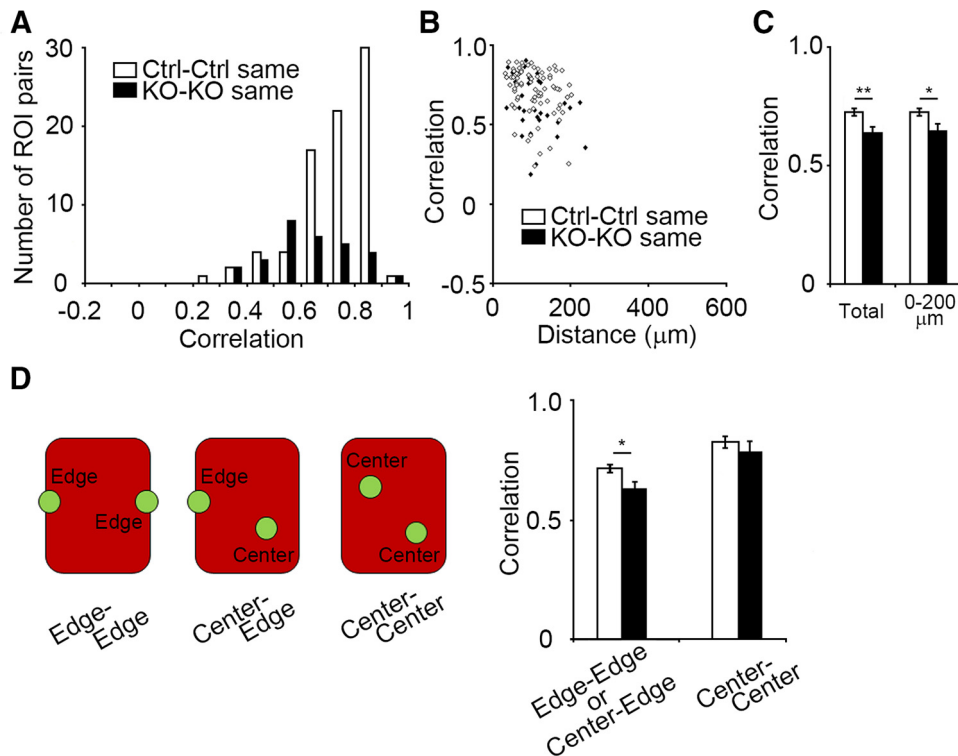 A
Number of ROI pairs
30
20
10
0
Ctrl-Ctrl same
KO-KO same
-0.2 0 0.2 0.4 0.6 0.8 1
Correlation
B
Correlation
1.0
0.5
0
-0.5
Ctrl-Ctrl same
KO-KO same
0 200 400 600
Distance (μm)
C
Correlation
1.0
0.5
0
** *
Total
0-200
μm
D
Edge
Edge
Edge-
Edge
Edge
Center
Center-
Edge
Center
Center
Center-
Center
Correlation
1.0
0.5
0
*
Edge-Edge
or
Center-Edge
Center-
Center